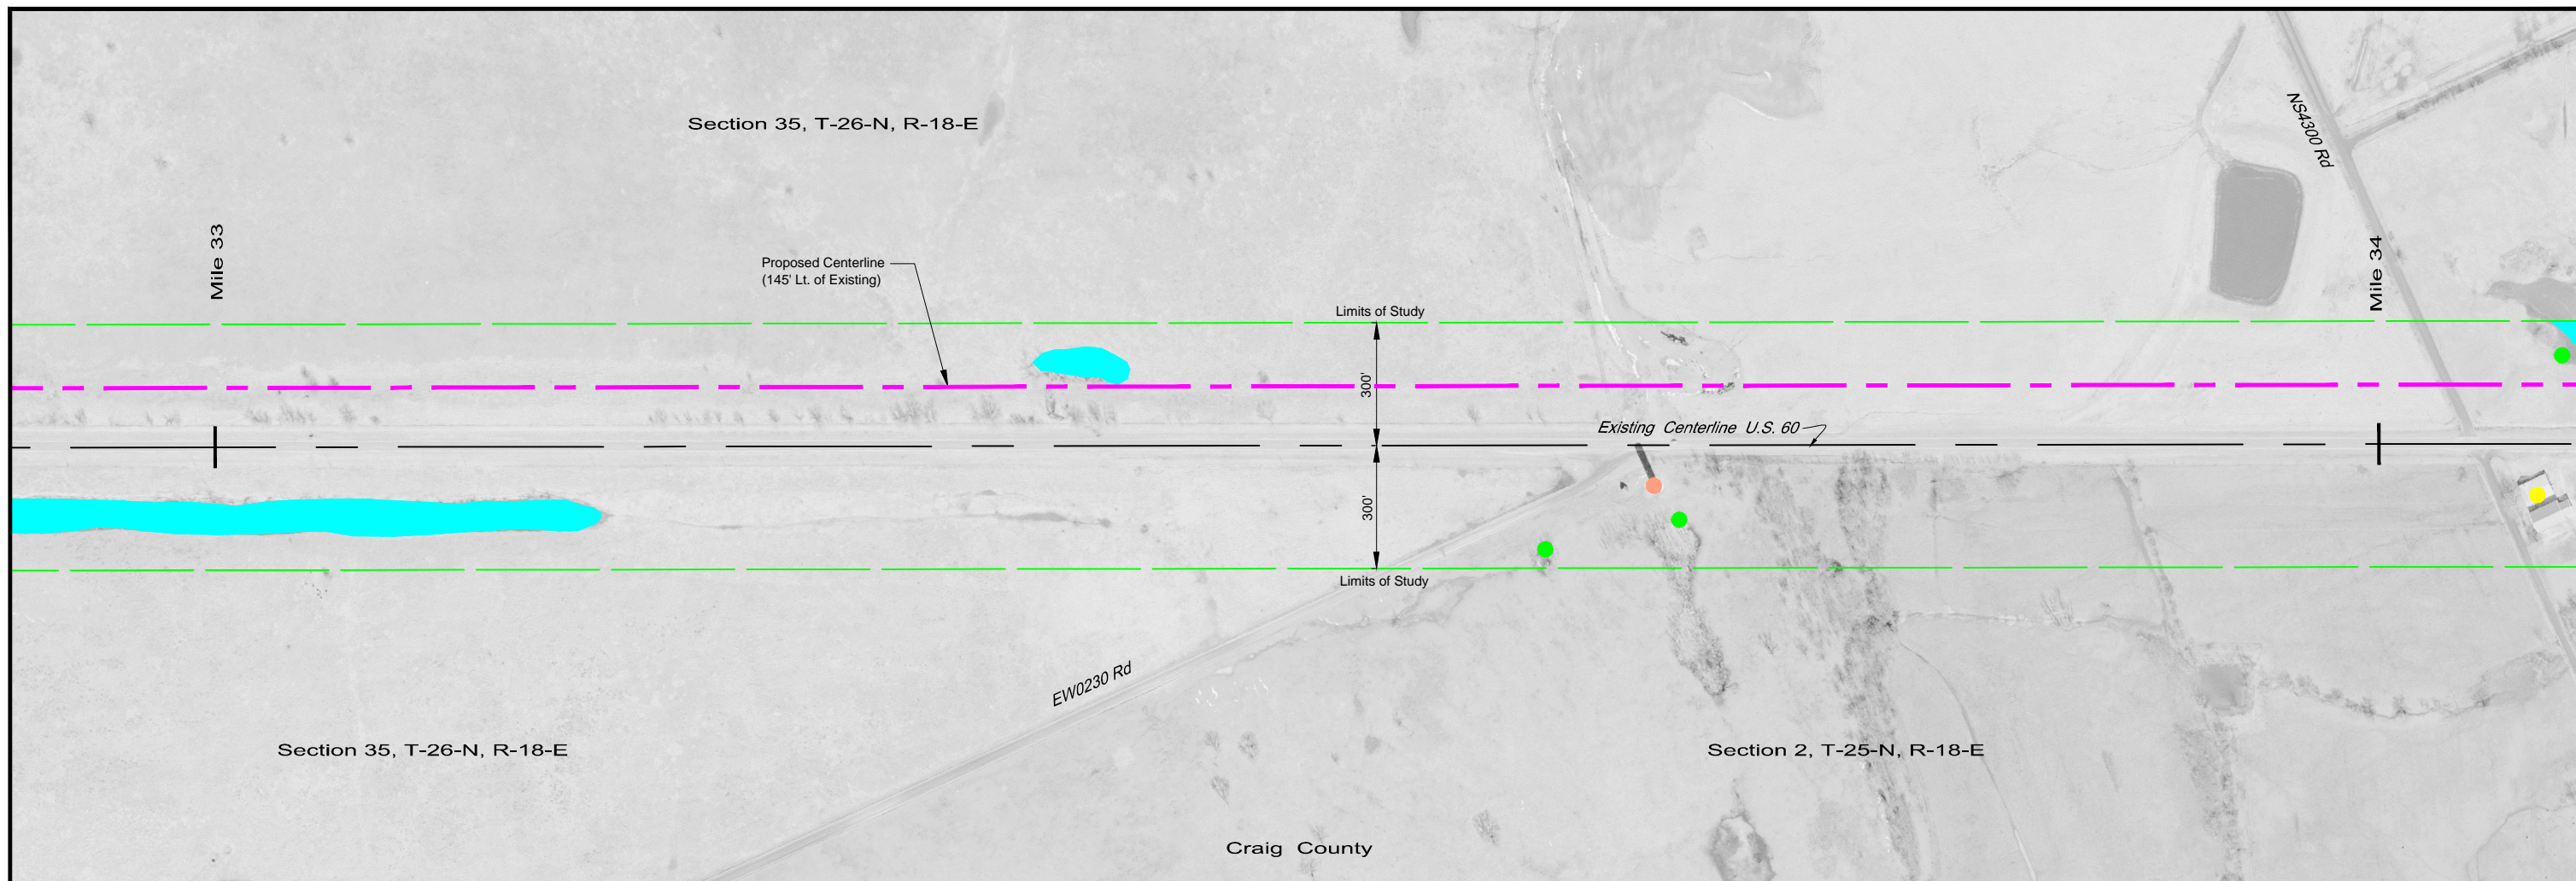 Section 35, T-26-N, R-18-E
NS4300 Rd
Mile 33
Proposed Centerline
(145' Lt. of Existing)
Mile 34
Limits of Study
300'
Existing Centerline U.S. 60
300'
Limits of Study
EW0230 Rd
Section 35, T-26-N, R-18-E
Section 2, T-25-N, R-18-E
Craig County